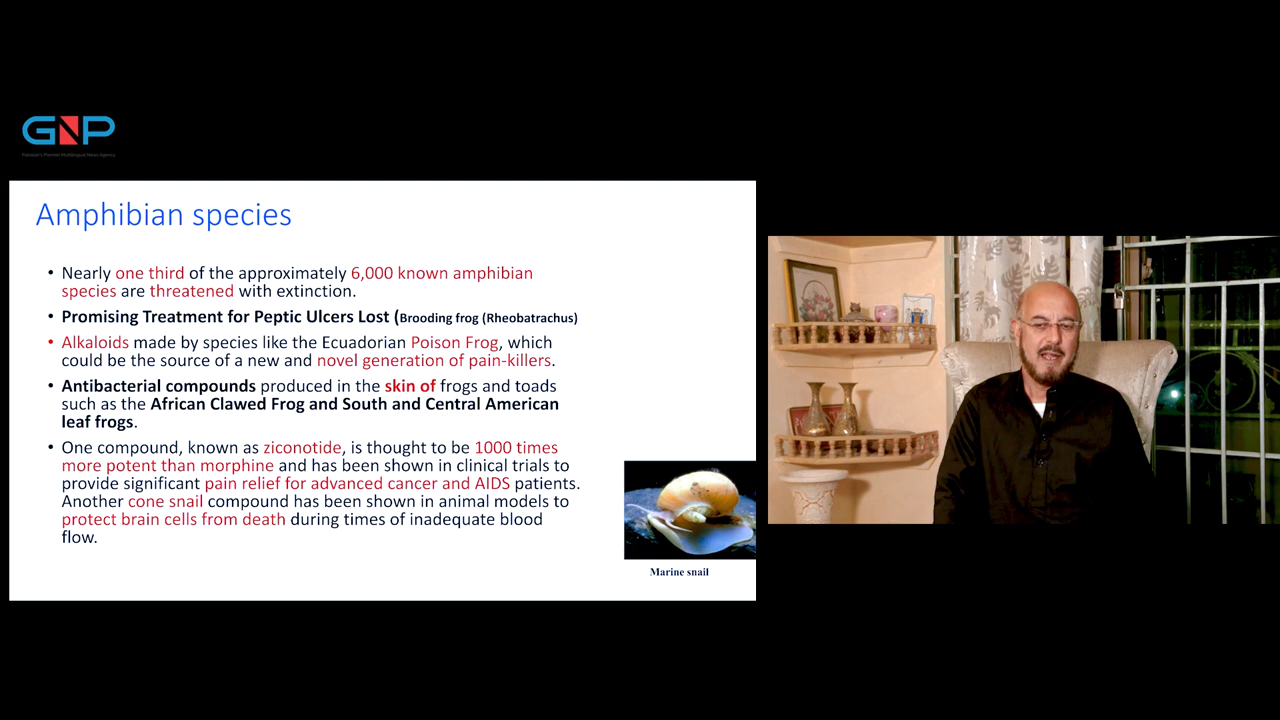 GNP
Pakistan's Premier Multilingual News Agency
Amphibian species
• Nearly one third of the approximately 6,000 known amphibian
species are threatened with extinction.
• Promising Treatment for Peptic Ulcers Lost (Brooding frog (Rheobatrachus)
• Alkaloids made by species like the Ecuadorian Poison Frog, which
could be the source of a new and novel generation of pain-killers.
• Antibacterial compounds produced in the skin of frogs and toads
such as the African Clawed Frog and South and Central American
leaf frogs.
• One compound, known as ziconotide, is thought to be 1000 times
more potent than morphine and has been shown in clinical trials to
provide significant pain relief for advanced cancer and AIDS patients.
Another cone snail compound has been shown in animal models to
protect brain cells from death during times of inadequate blood
flow.
Marine snail